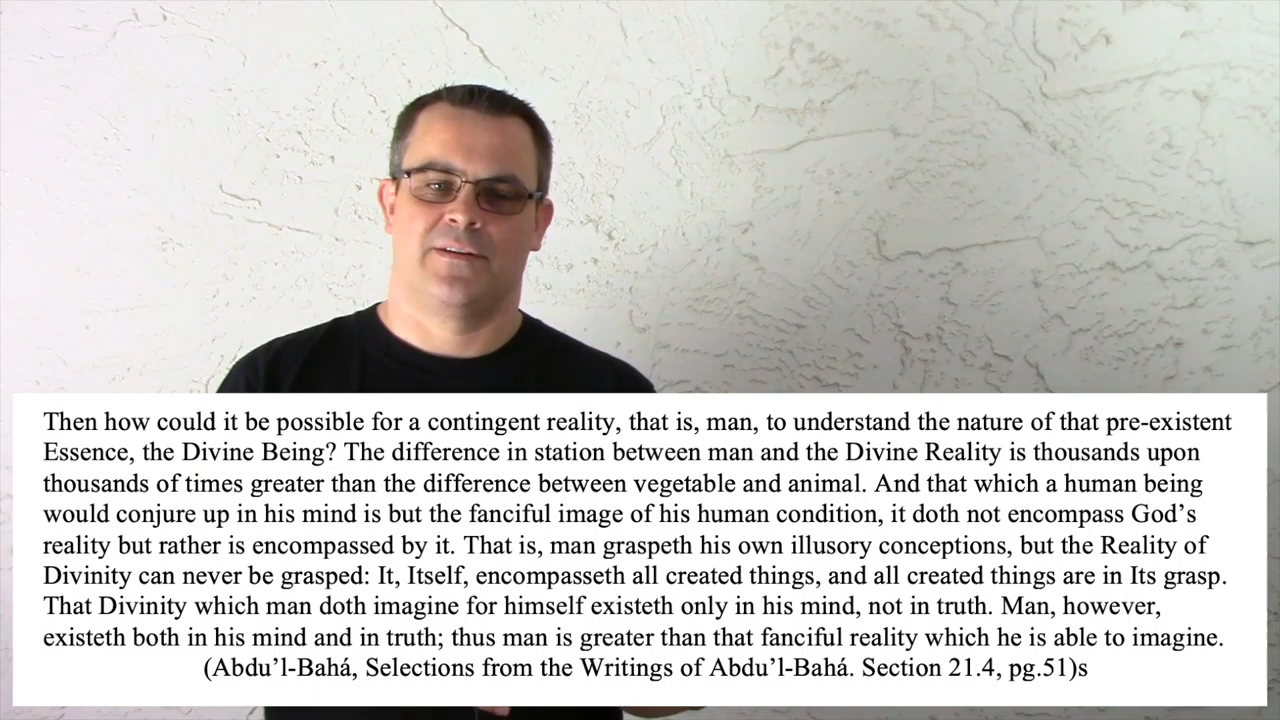 Then how could it be possible for a contingent reality, that is, man, to understand the nature of that pre-existent
Essence, the Divine Being? The difference in station between man and the Divine Reality is thousands upon
thousands of times greater than the difference between vegetable and animal. And that which a human being
would conjure up in his mind is but the fanciful image of his human condition, it doth not encompass God’s
reality but rather is encompassed by it. That is, man graspeth his own illusory conceptions, but the Reality of
Divinity can never be grasped: It, Itself, encompasseth all created things, and all created things are in Its grasp.
That Divinity which man doth imagine for himself existeth only in his mind, not in truth. Man, however,
existeth both in his mind and in truth; thus man is greater than that fanciful reality which he is able to imagine.
(Abdu’l-Bahá, Selections from the Writings of Abdu’l-Bahá. Section 21.4, pg.51)s